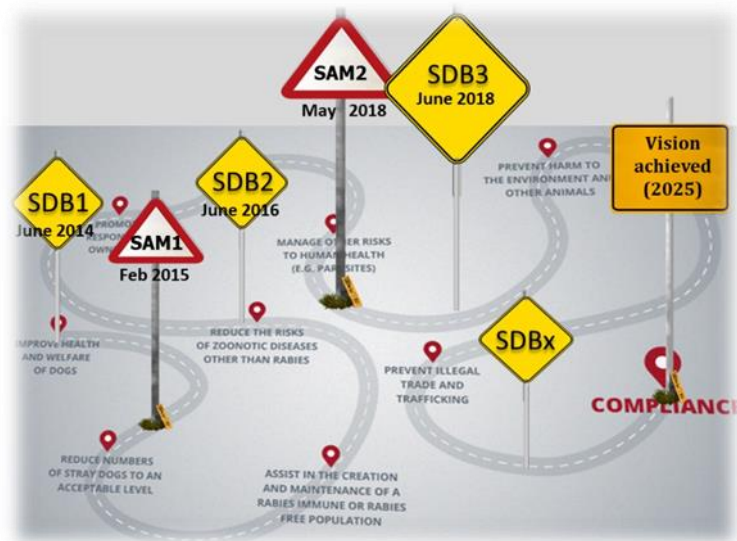 SAM2
May 2018
SDB3
June 2018
Vision
achieved
(2025)
SDB1
June 2014
SAM1
Feb 2015
SDB2
June 2016
PREVENT HARM TO
THE ENVIRONMENT AND
OTHER ANIMALS
MANAGE OTHER RISKS
TO HUMAN HEALTH
(E.G. PARASITES)
IMPROVE HEALTH
AND WELFARE
OF DOGS
REDUCE THE RISKS
OF ZOONOTIC DISEASES
OTHER THAN RABIES
SDBx
PREVENT ILLEGAL
TRADE AND
TRAFFICKING
COMPLIANCE
REDUCE NUMBERS
OF STRAY DOGS TO AN
ACCEPTABLE LEVEL
ASSIST IN THE CREATION
AND MAINTENANCE OF A
RABIES IMMUNE OR RABIES
FREE POPULATION